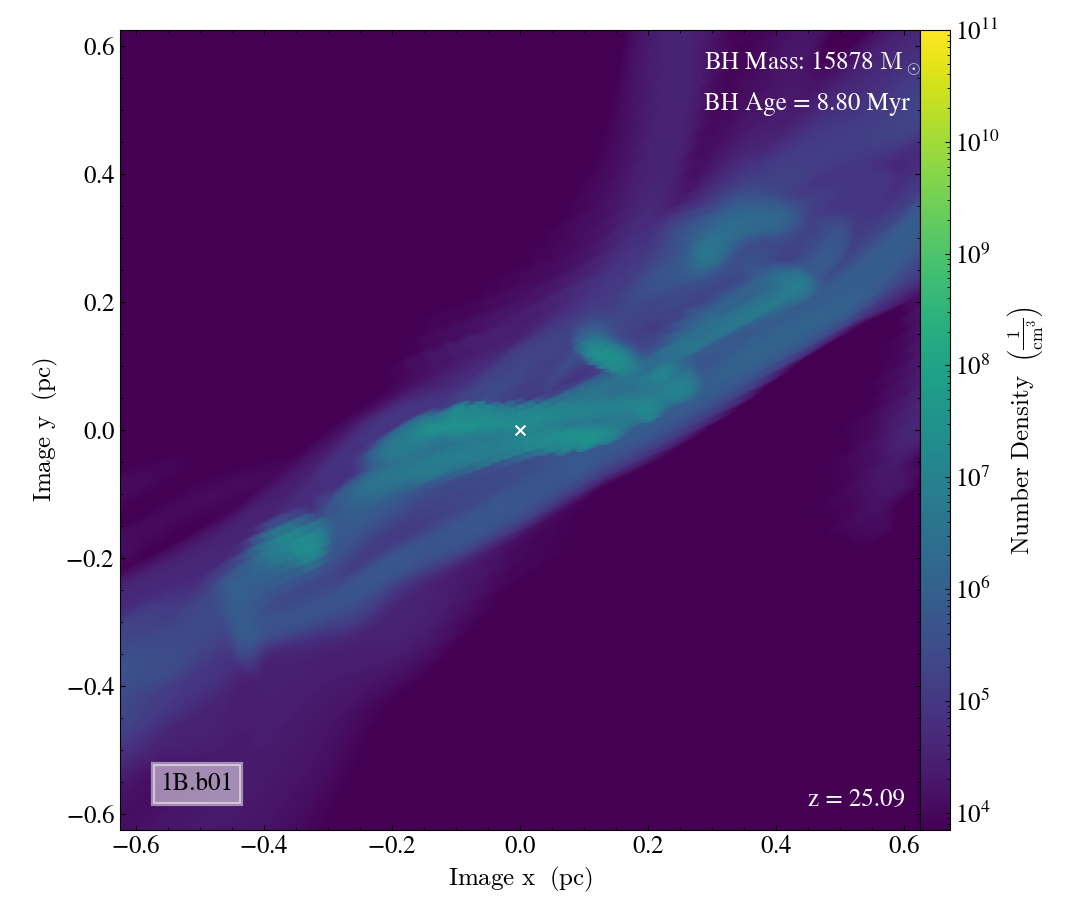 0.6
0.4
0.2
0.0
−0.2
−0.4
−0.6
Image y (pc)
−0.6 −0.4 −0.2 0.0 0.2 0.4 0.6
Image x (pc)
BH Mass: 15878 M⊙
BH Age = 8.80 Myr
1B.b01
z = 25.09
10¹¹
10¹⁰
10⁹
10⁸
10⁷
10⁶
10⁵
10⁴
Number Density (1/cm³)